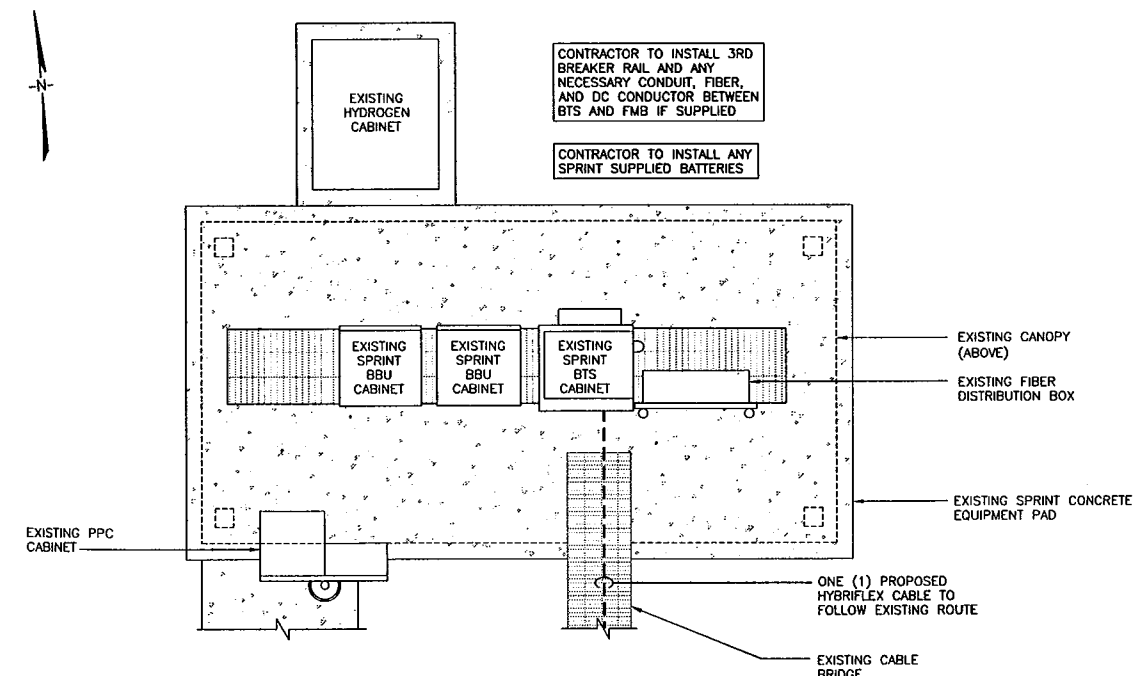 -N-
EXISTING
HYDROGEN
CABINET
CONTRACTOR TO INSTALL 3RD
BREAKER RAIL AND ANY
NECESSARY CONDUIT, FIBER,
AND DC CONDUCTOR BETWEEN
BTS AND FMB IF SUPPLIED
CONTRACTOR TO INSTALL ANY
SPRINT SUPPLIED BATTERIES
EXISTING
SPRINT
BBU
CABINET
EXISTING
SPRINT
BBU
CABINET
EXISTING
SPRINT
BTS
CABINET
EXISTING CANOPY
(ABOVE)
EXISTING FIBER
DISTRIBUTION BOX
EXISTING SPRINT CONCRETE
EQUIPMENT PAD
EXISTING PPC
CABINET
ONE (1) PROPOSED
HYBRIFLEX CABLE TO
FOLLOW EXISTING ROUTE
EXISTING CABLE
BRIDGE